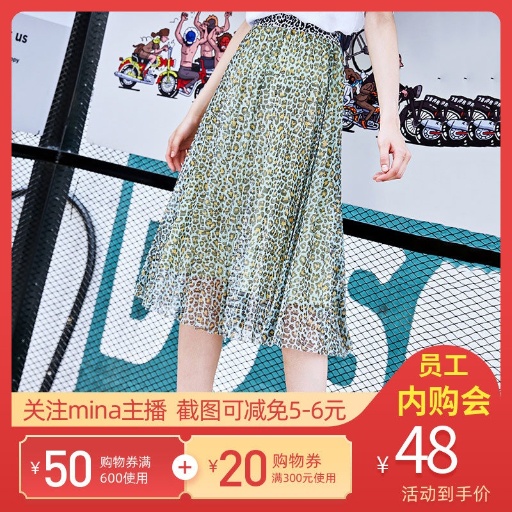 us
关注mina主播 截图可减免5-6元
员工
内购会
¥50 购物券满
600使用
+
¥20 购物券
满300元使用
¥48
活动到手价